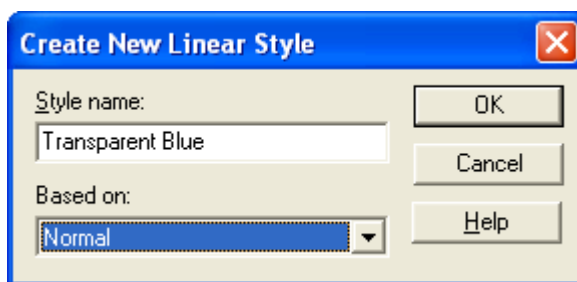 Create New Linear Style
Style name:
Transparent Blue
Based on:
Normal
OK
Cancel
Help